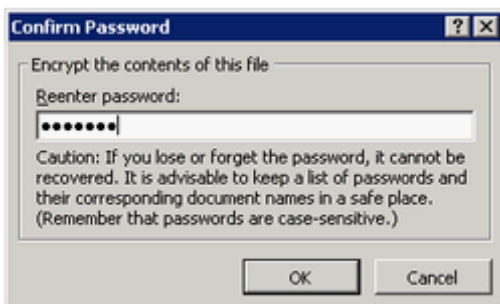 Confirm Password
Encrypt the contents of this file
Reenter password:
•••••••
Caution: If you lose or forget the password, it cannot be
recovered. It is advisable to keep a list of passwords and
their corresponding document names in a safe place.
(Remember that passwords are case-sensitive.)
OK Cancel